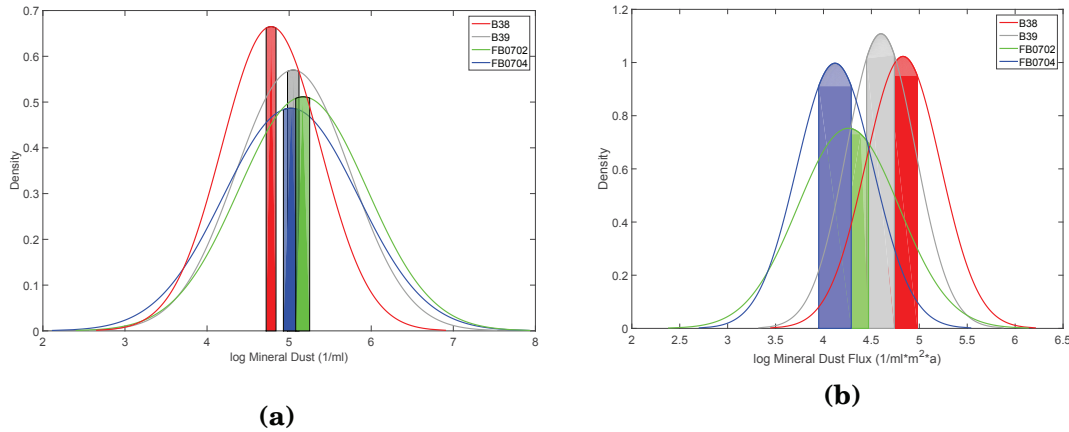 B38
B39
FB0702
FB0704
0.7
0.6
0.5
0.4
0.3
0.2
0.1
0
Density
2 3 4 5 6 7 8
log Mineral Dust (1/ml)
(a)
B38
B39
FB0702
FB0704
1.2
1
0.8
0.6
0.4
0.2
0
Density
2 2.5 3 3.5 4 4.5 5 5.5 6 6.5
log Mineral Dust Flux (1/ml*m²*a)
(b)